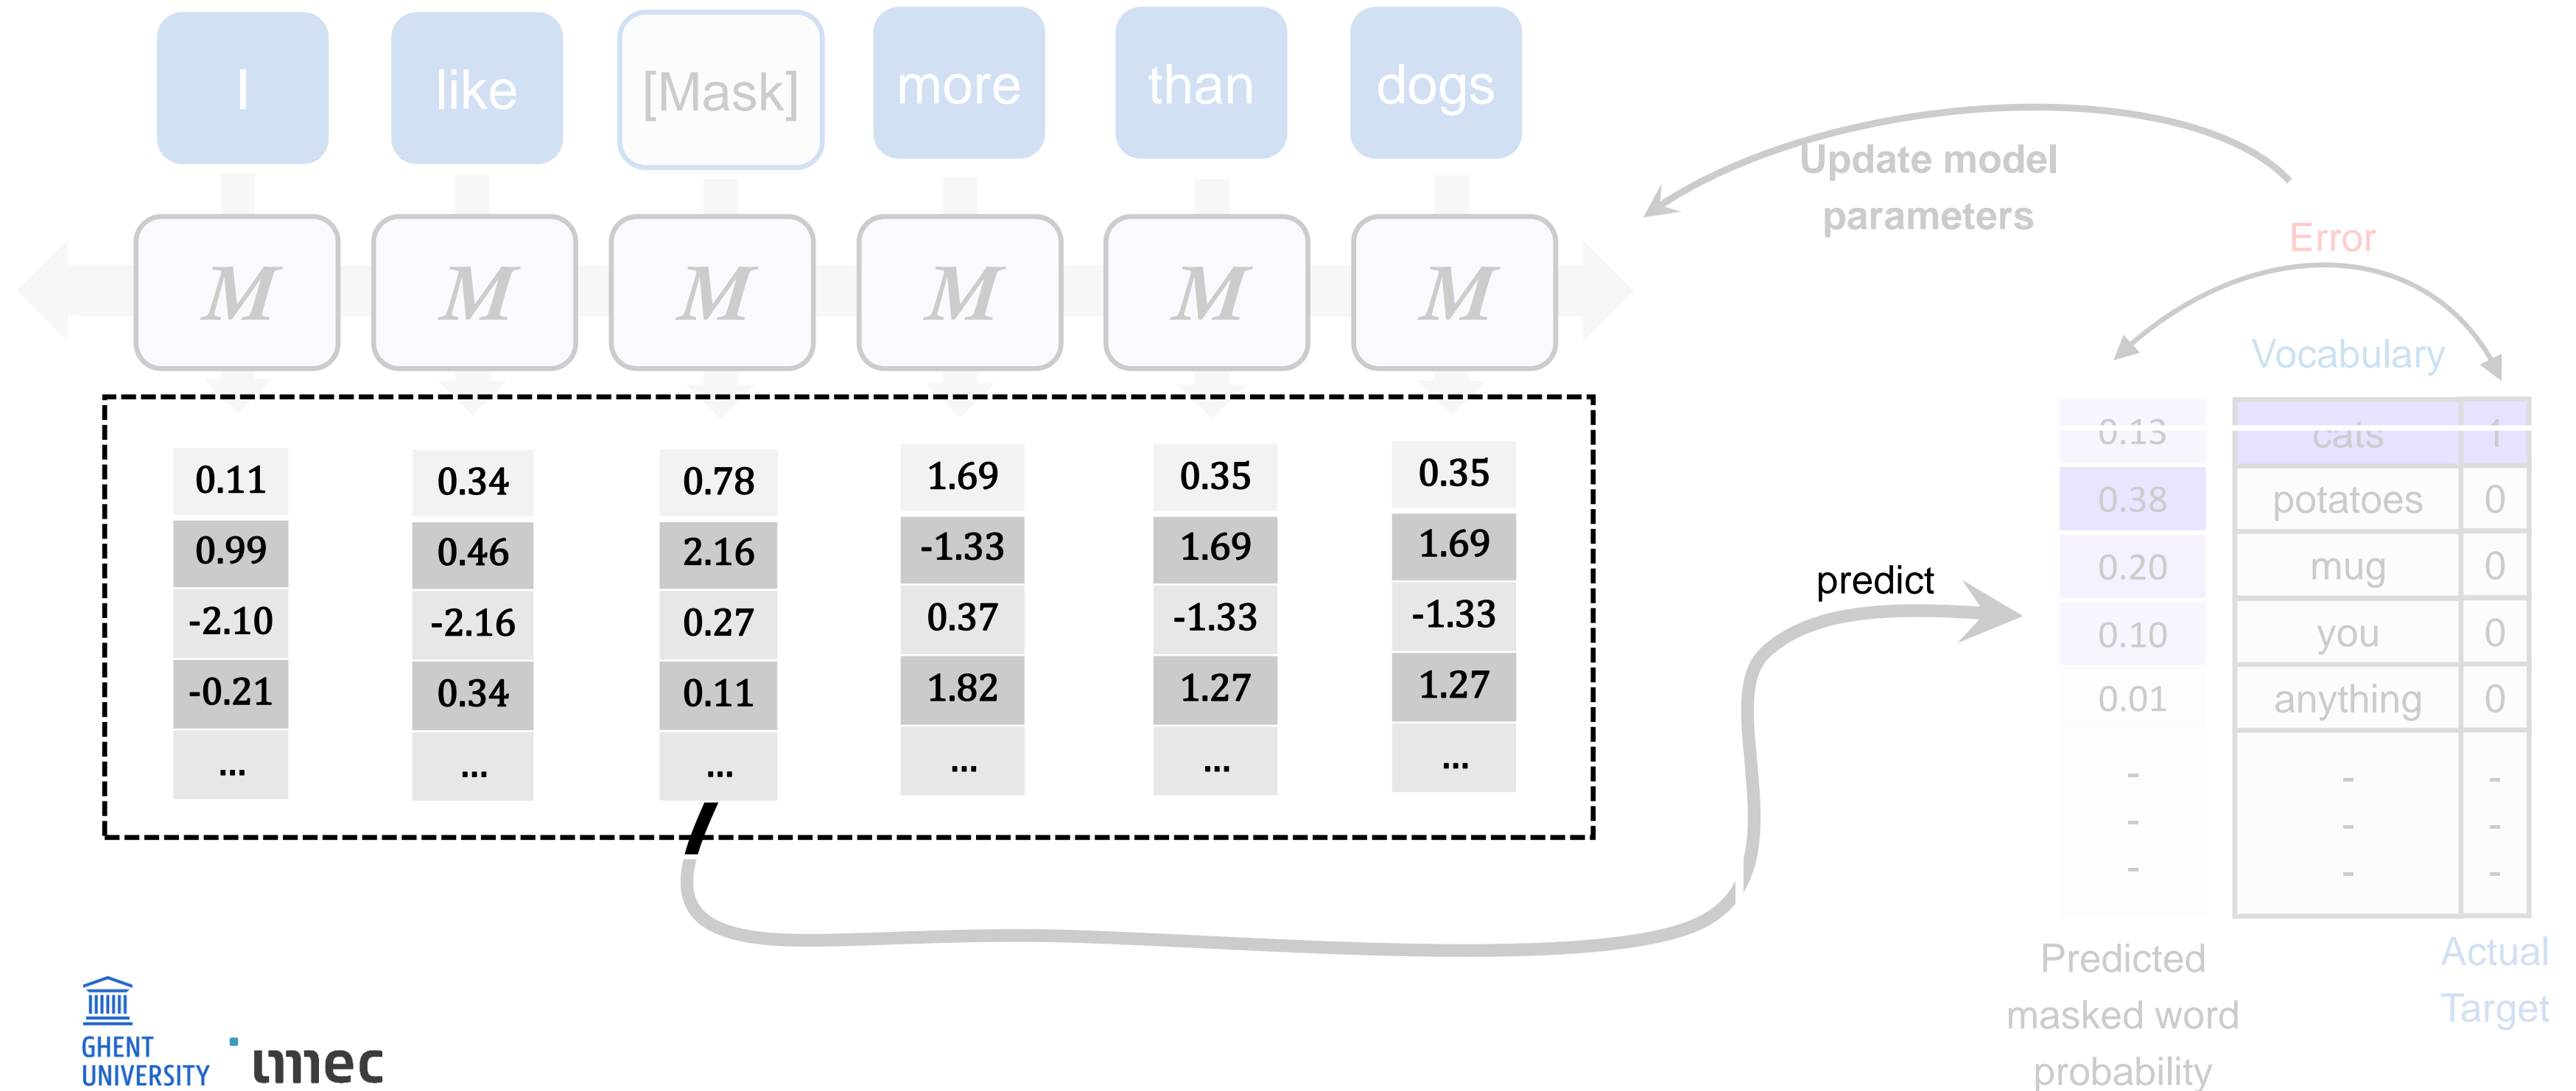 I like [Mask] more than dogs
Update model
parameters
Error
M M M M M M
Vocabulary
0.13 cats 1
0.38 potatoes 0
0.20 mug 0
0.10 you 0
0.01 anything 0
- - -
- - -
- - -
0.11 0.34 0.78 1.69 0.35 0.35
0.99 0.46 2.16 -1.33 1.69 1.69
-2.10 -2.16 0.27 0.37 -1.33 -1.33
-0.21 0.34 0.11 1.82 1.27 1.27
... ... ... ... ... ...
predict
Predicted
masked word
probability
Actual
Target
GHENT
UNIVERSITY
imec